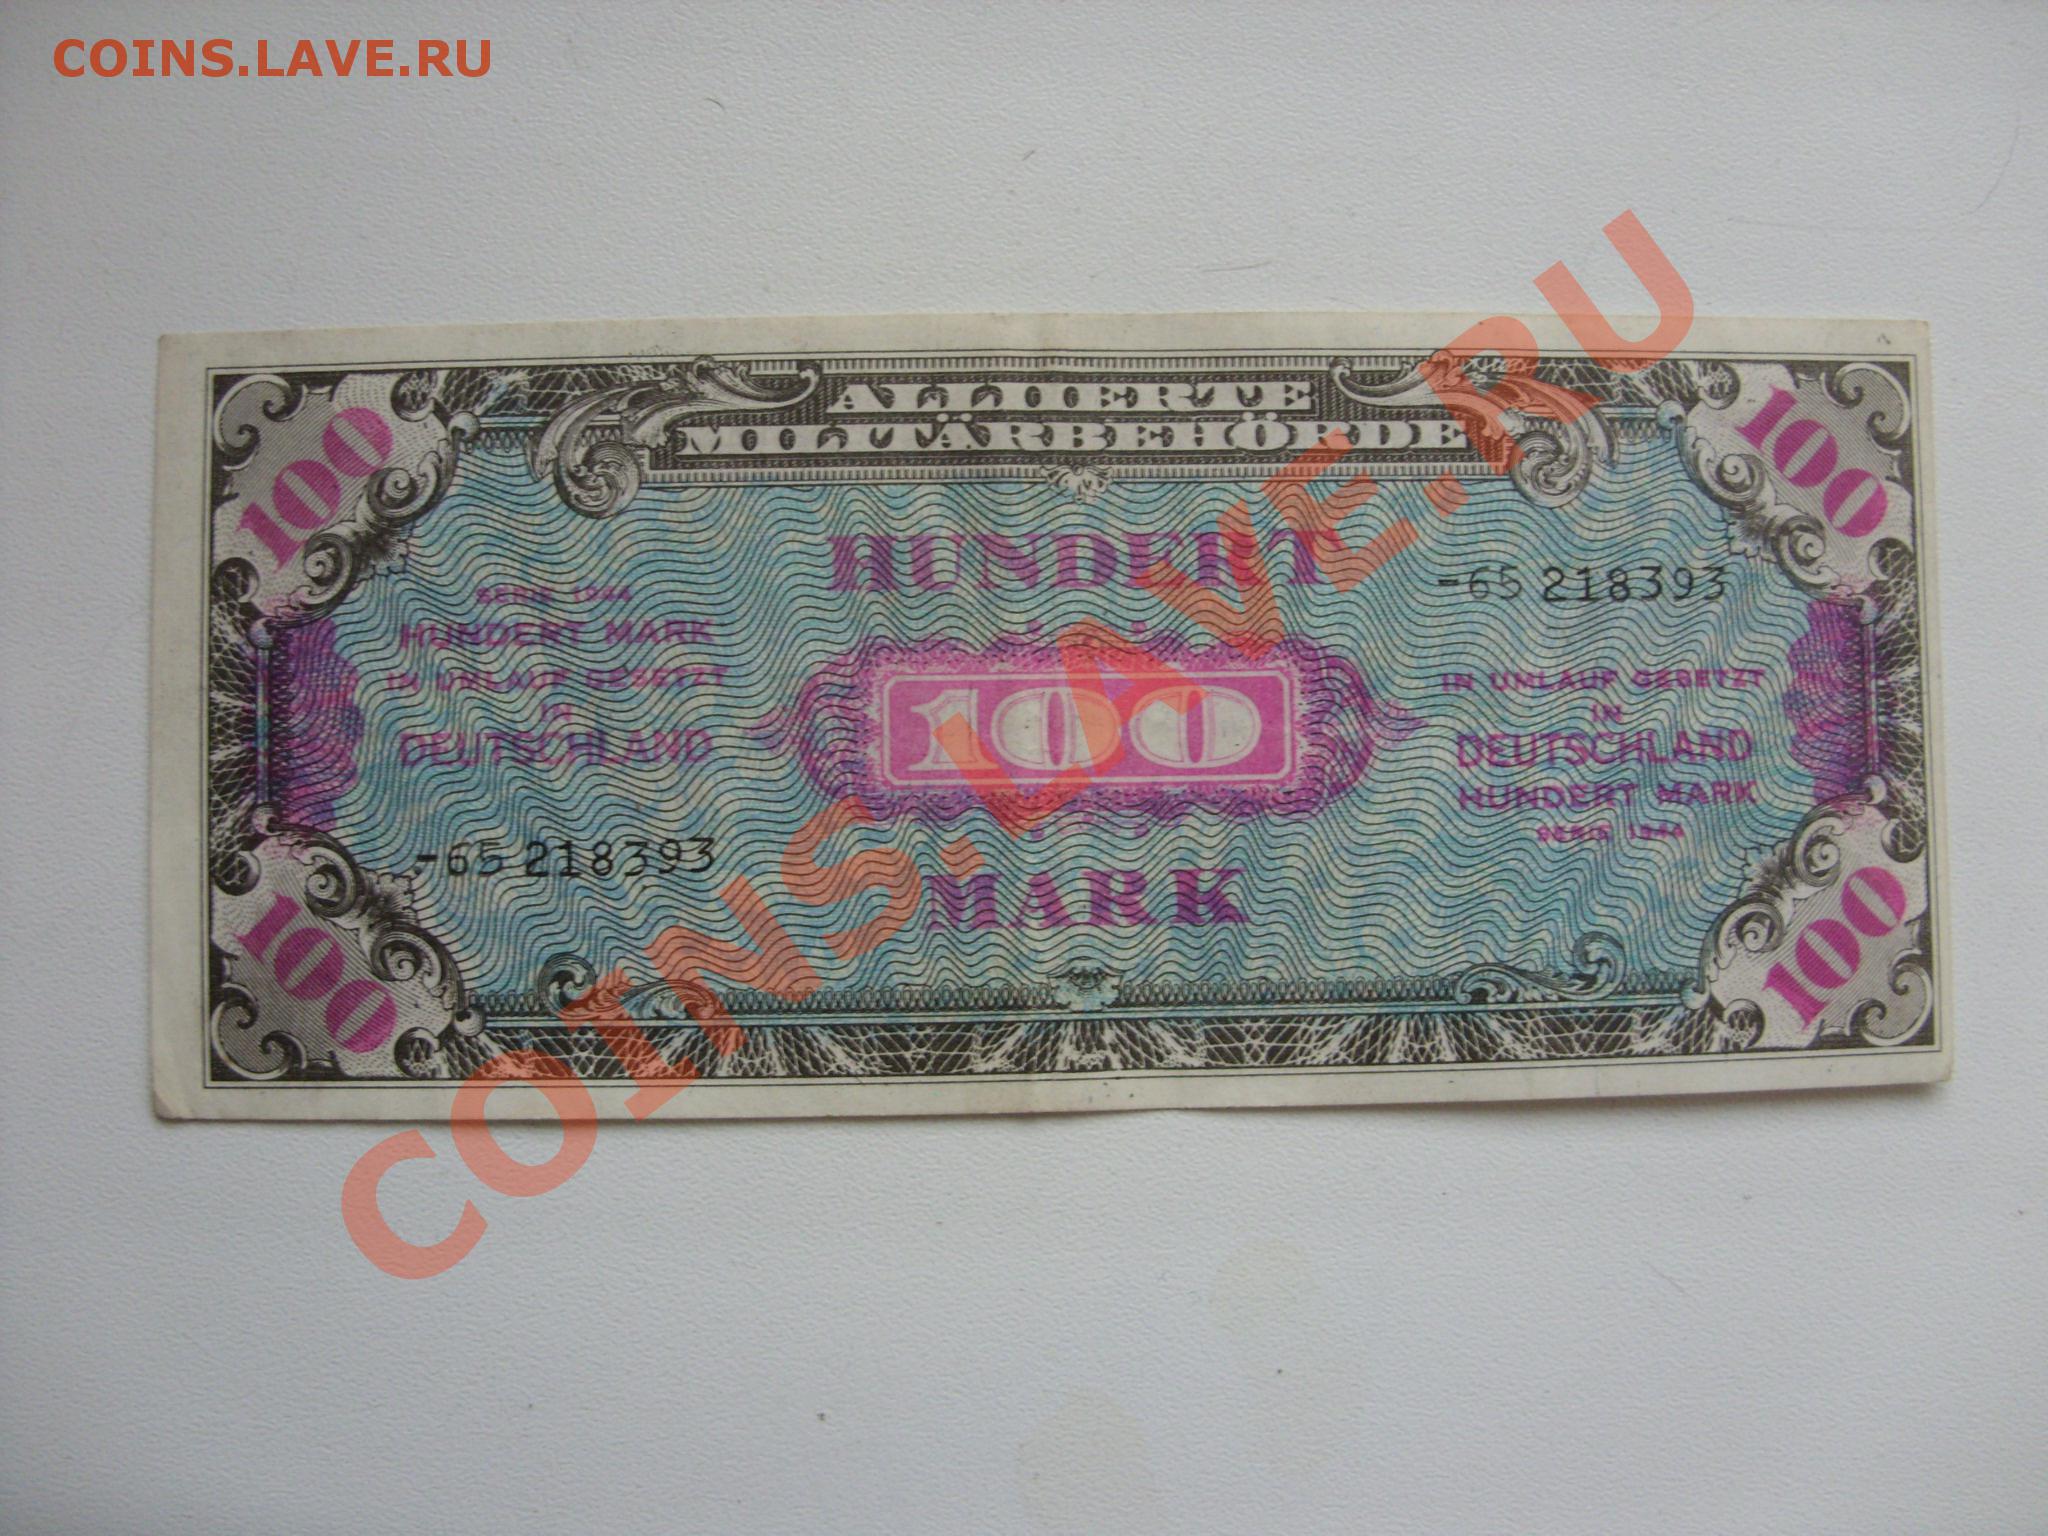 COINS.LAVE.RU
ALLIIERTE
MILITÄRBEHÖRDE
100
100
HUNDERT
-65 218393
SERIE 1944
HUNDERT MARK
IN UMLAUF GESETZT
IN
DEUTSCHLAND
100
IN UMLAUF GESETZT
IN
DEUTSCHLAND
HUNDERT MARK
SERIE 1944
-65 218393
MARK
100
100
COINS.LAVE.RU